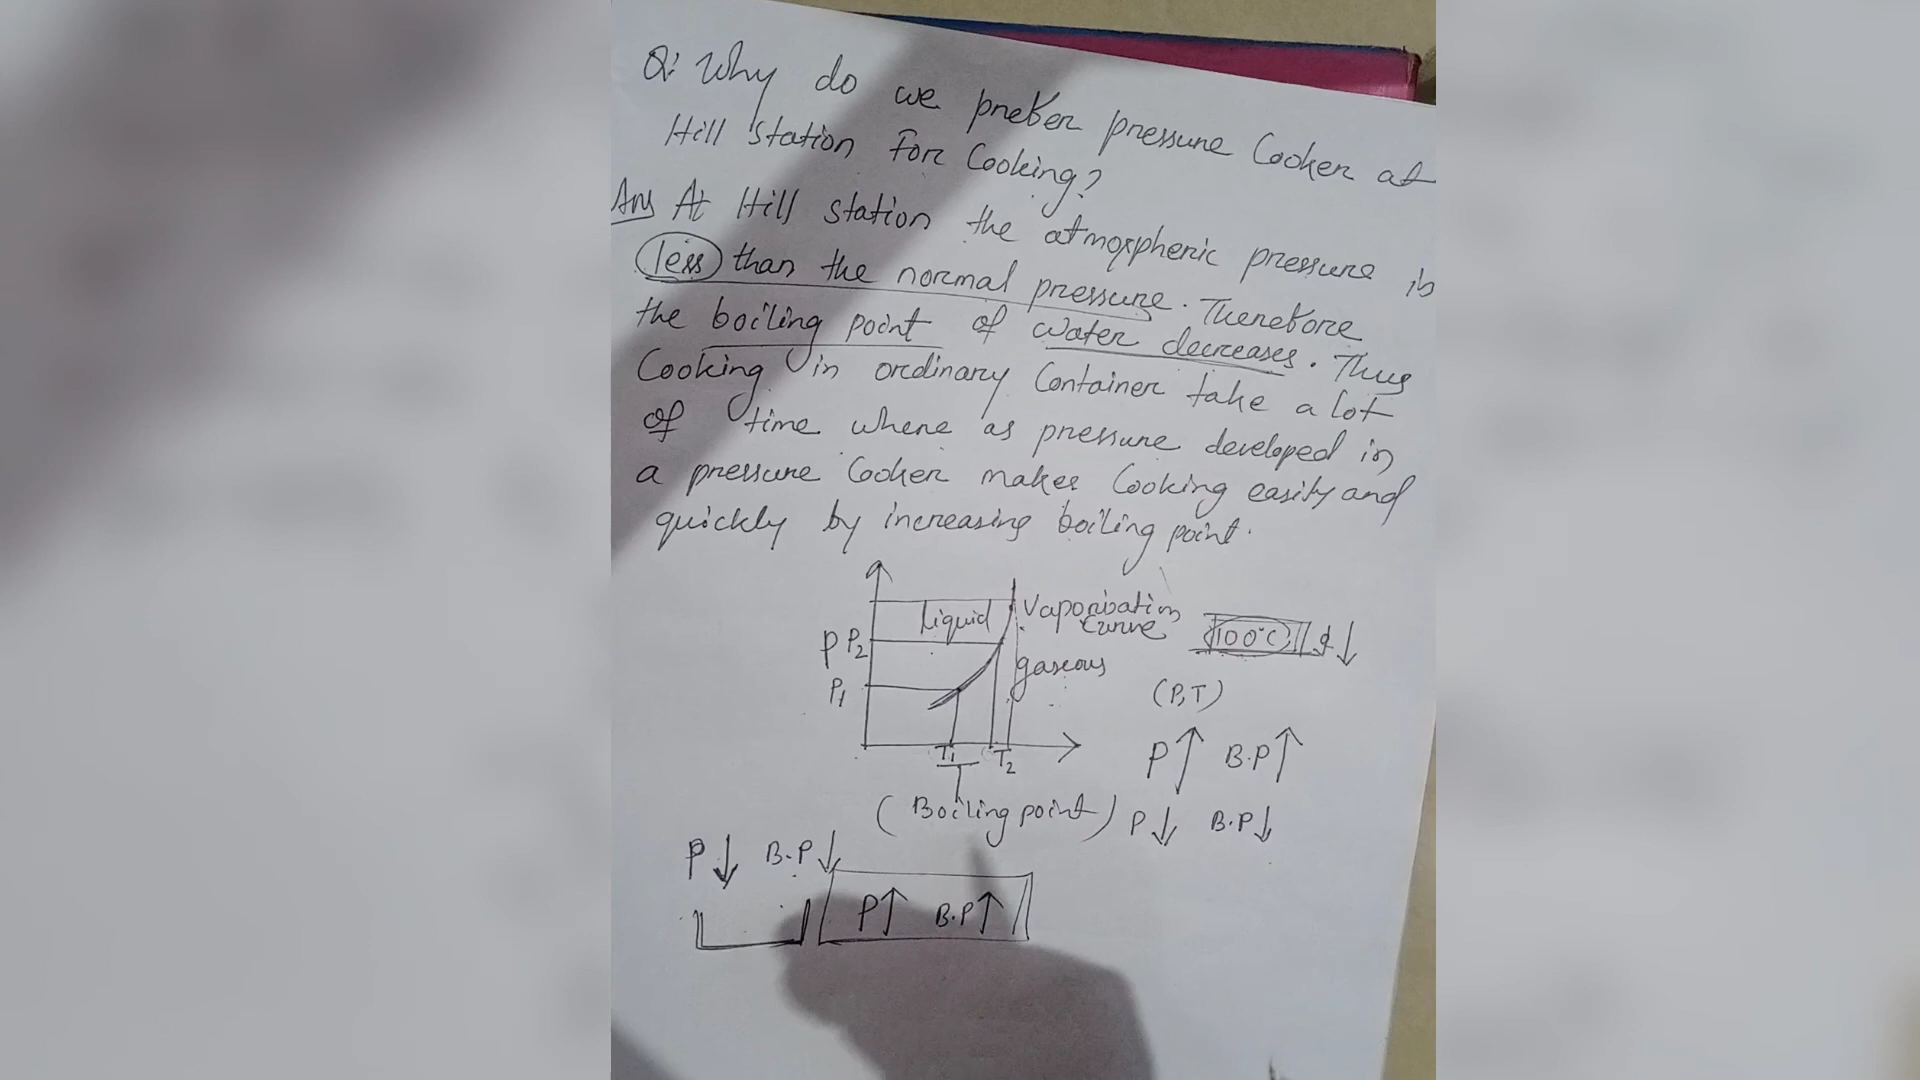 Q: Why do we prefer pressure Cooker at
Hill station For Cooking?
Ans At Hill station the atmospheric pressure is
less than the normal pressure. Therefore
the boiling point of water decreases. Thus
Cooking in ordinary Container take a lot
of time where as pressure developed in
a pressure Cooker makes Cooking easily and
quickly by increasing boiling point.
Liquid
Vaporisation
Curve
P P2
gaseous
P1
T1 T2
(Boiling point)
100°C ↓
(P,T)
P↑ B.P↑
P↓ B.P↓
P↓ B.P↓
P↑ B.P↑